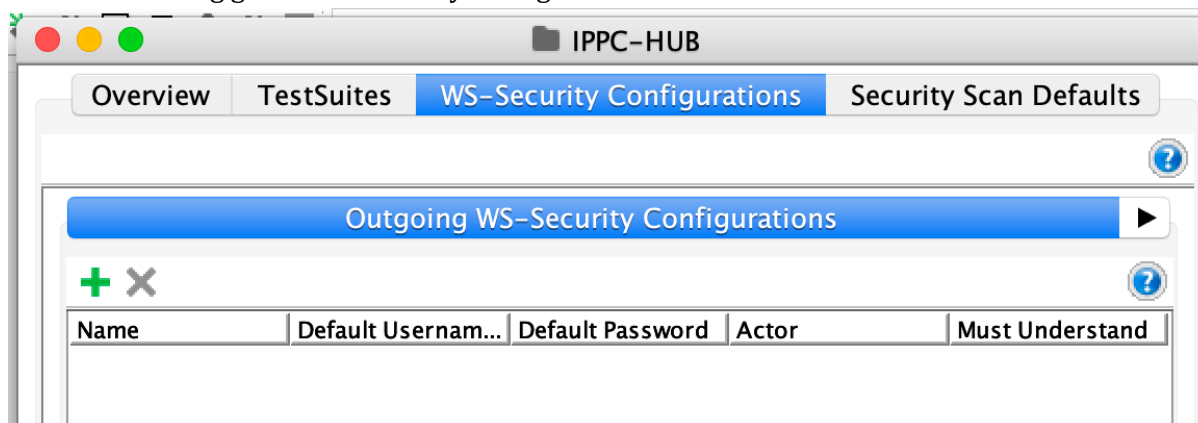 IPPC-HUB
Overview TestSuites WS-Security Configurations Security Scan Defaults
Outgoing WS-Security Configurations
Name Default Usernam... Default Password Actor Must Understand